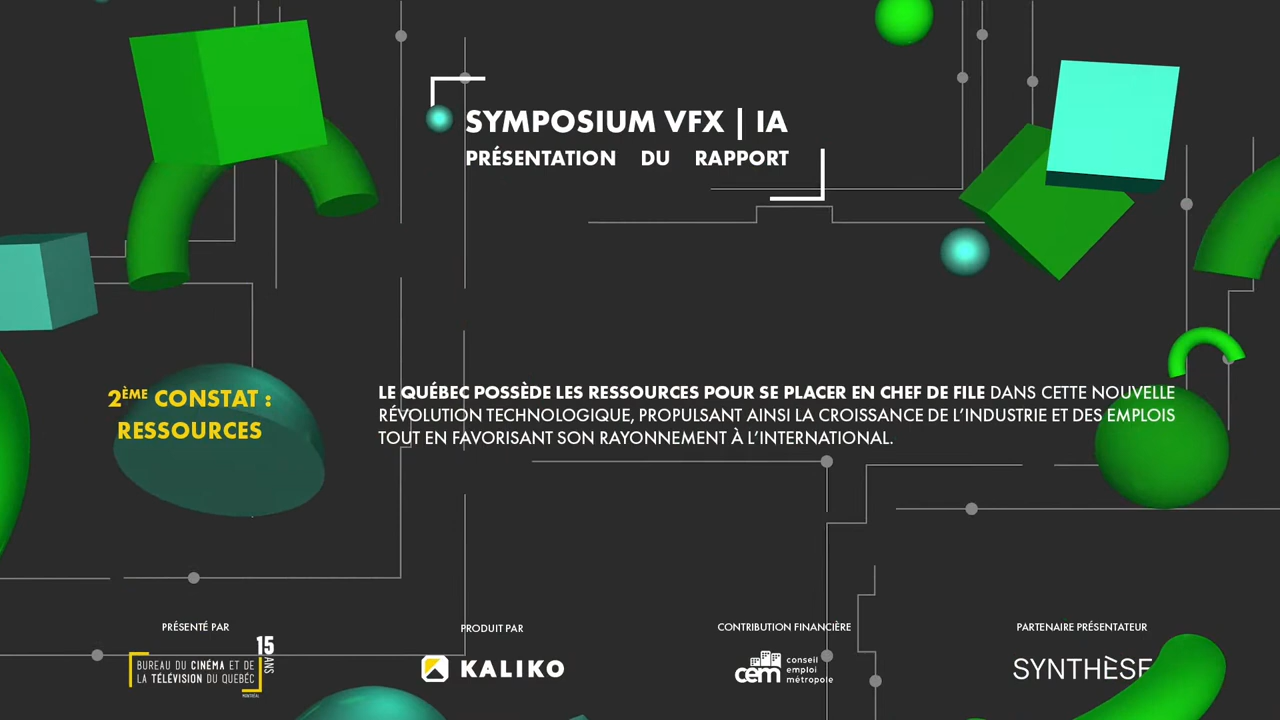 SYMPOSIUM VFX | IA
PRÉSENTATION DU RAPPORT
2ÈME CONSTAT :
RESSOURCES
LE QUÉBEC POSSÈDE LES RESSOURCES POUR SE PLACER EN CHEF DE FILE DANS CETTE NOUVELLE
RÉVOLUTION TECHNOLOGIQUE, PROPULSANT AINSI LA CROISSANCE DE L'INDUSTRIE ET DES EMPLOIS
TOUT EN FAVORISANT SON RAYONNEMENT À L'INTERNATIONAL.
PRÉSENTÉ PAR
BUREAU DU CINÉMA ET DE
LA TÉLÉVISION DU QUÉBEC
15 ANS
MONTRÉAL
PRODUIT PAR
KALIKO
CONTRIBUTION FINANCIÈRE
cem
conseil
emploi
métropole
PARTENAIRE PRÉSENTATEUR
SYNTHÈSE